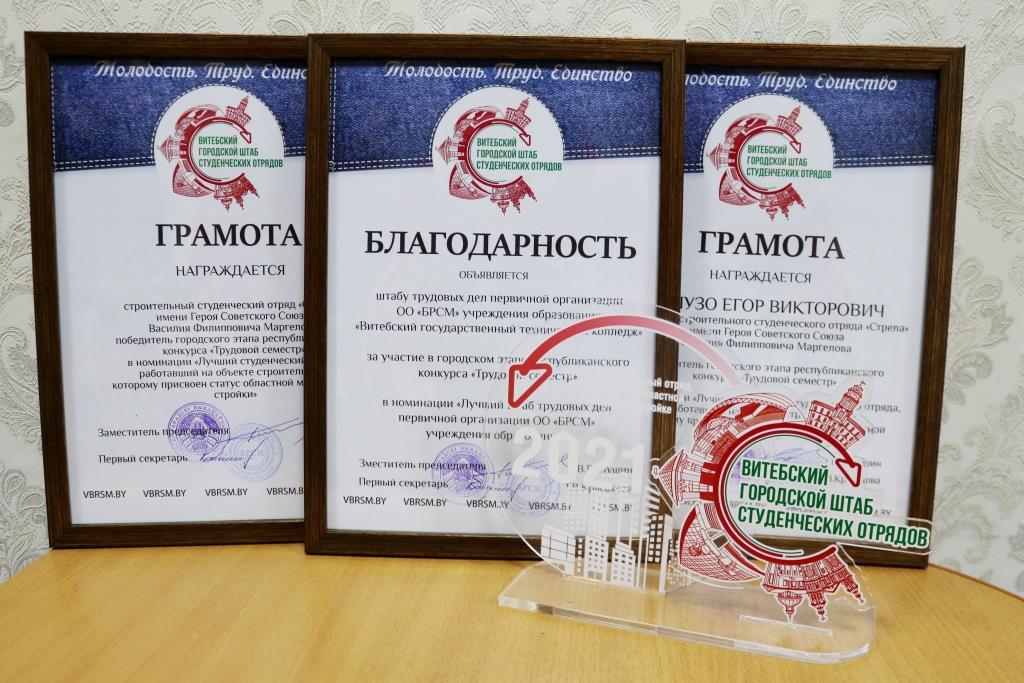 Молодость. Труд. Единство
ВИТЕБСКИЙ
ГОРОДСКОЙ ШТАБ
СТУДЕНЧЕСКИХ ОТРЯДОВ
ГРАМОТА
НАГРАЖДАЕТСЯ
строительный студенческий отряд
имени Героя Советского Союза
Василия Филипповича Маргелова
победитель городского этапа
конкурса «Трудовой семестр»
в номинации «Лучший студенческий
работавший на объекте
которому присвоен статус областной
стройки»
Заместитель председателя
Первый секретарь
VBRSM.BY VBRSM.BY VBRSM.BY VBRSM.BY
Молодость. Труд. Единство
ВИТЕБСКИЙ
ГОРОДСКОЙ ШТАБ
СТУДЕНЧЕСКИХ ОТРЯДОВ
БЛАГОДАРНОСТЬ
ОБЪЯВЛЯЕТСЯ
штабу трудовых дел первичной организации
ОО «БРСМ» учреждения образования
«Витебский государственный технический колледж»
за участие в городском этапе республиканского
конкурса «Трудовой семестр»
в номинации «Лучший штаб трудовых дел
первичной организации ОО «БРСМ»
учреждения образования
Зместитель председателя
Первый секретарь
VBRSM.BY VBRSM.BY VBRSM.BY VBRSM.BY VBRSM.BY
Труд. Единство
ВИТЕБСКИЙ
ГОРОДСКОЙ ШТАБ
СТУДЕНЧЕСКИХ ОТРЯДОВ
ГРАМОТА
НАГРАЖДАЕТСЯ
ЕГОР ВИКТОРОВИЧ
студенческого отряда «Стрела»
имени Героя Советского Союза
Филипповича Маргелова
городского этапа республиканского
конкурса «Трудовой семестр»
отряда,
2021
ВИТЕБСКИЙ
ГОРОДСКОЙ ШТАБ
СТУДЕНЧЕСКИХ ОТРЯДОВ